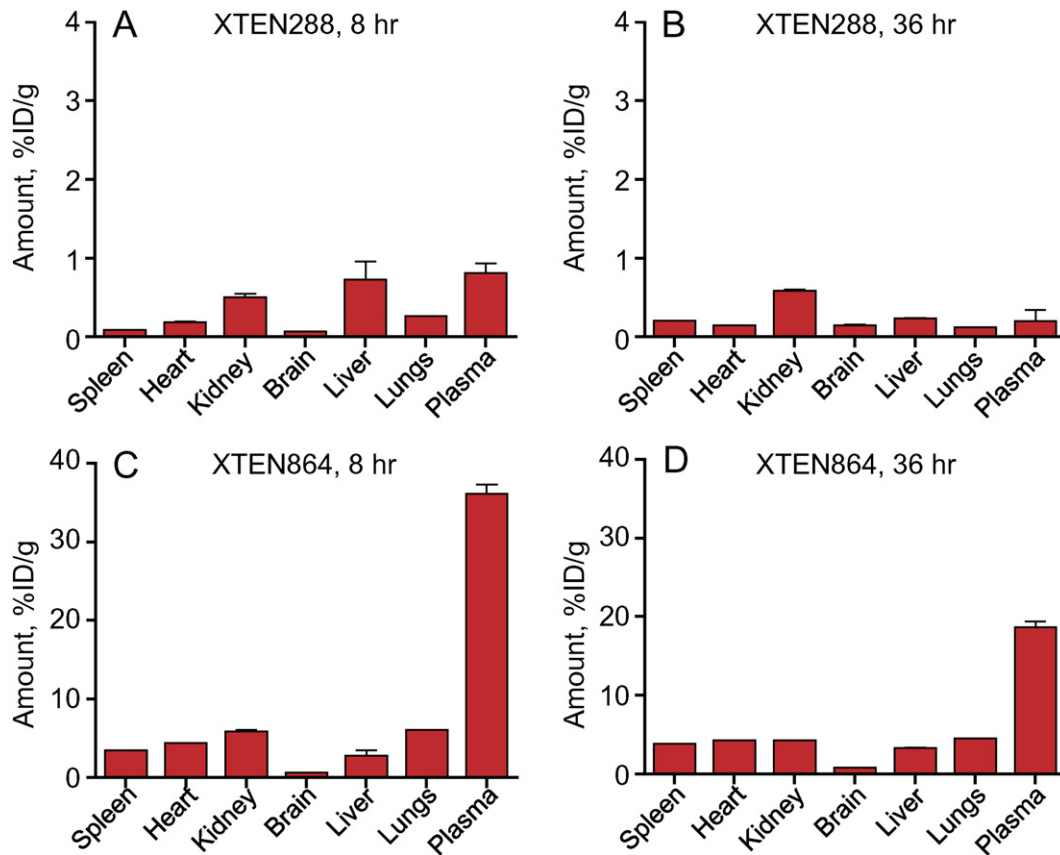 A
XTEN288, 8 hr
Amount, %ID/g
4
3
2
1
0
Spleen
Heart
Kidney
Brain
Liver
Lungs
Plasma
B
XTEN288, 36 hr
Amount, %ID/g
4
3
2
1
0
Spleen
Heart
Kidney
Brain
Liver
Lungs
Plasma
C
XTEN864, 8 hr
Amount, %ID/g
40
30
20
10
0
Spleen
Heart
Kidney
Brain
Liver
Lungs
Plasma
D
XTEN864, 36 hr
Amount, %ID/g
40
30
20
10
0
Spleen
Heart
Kidney
Brain
Liver
Lungs
Plasma